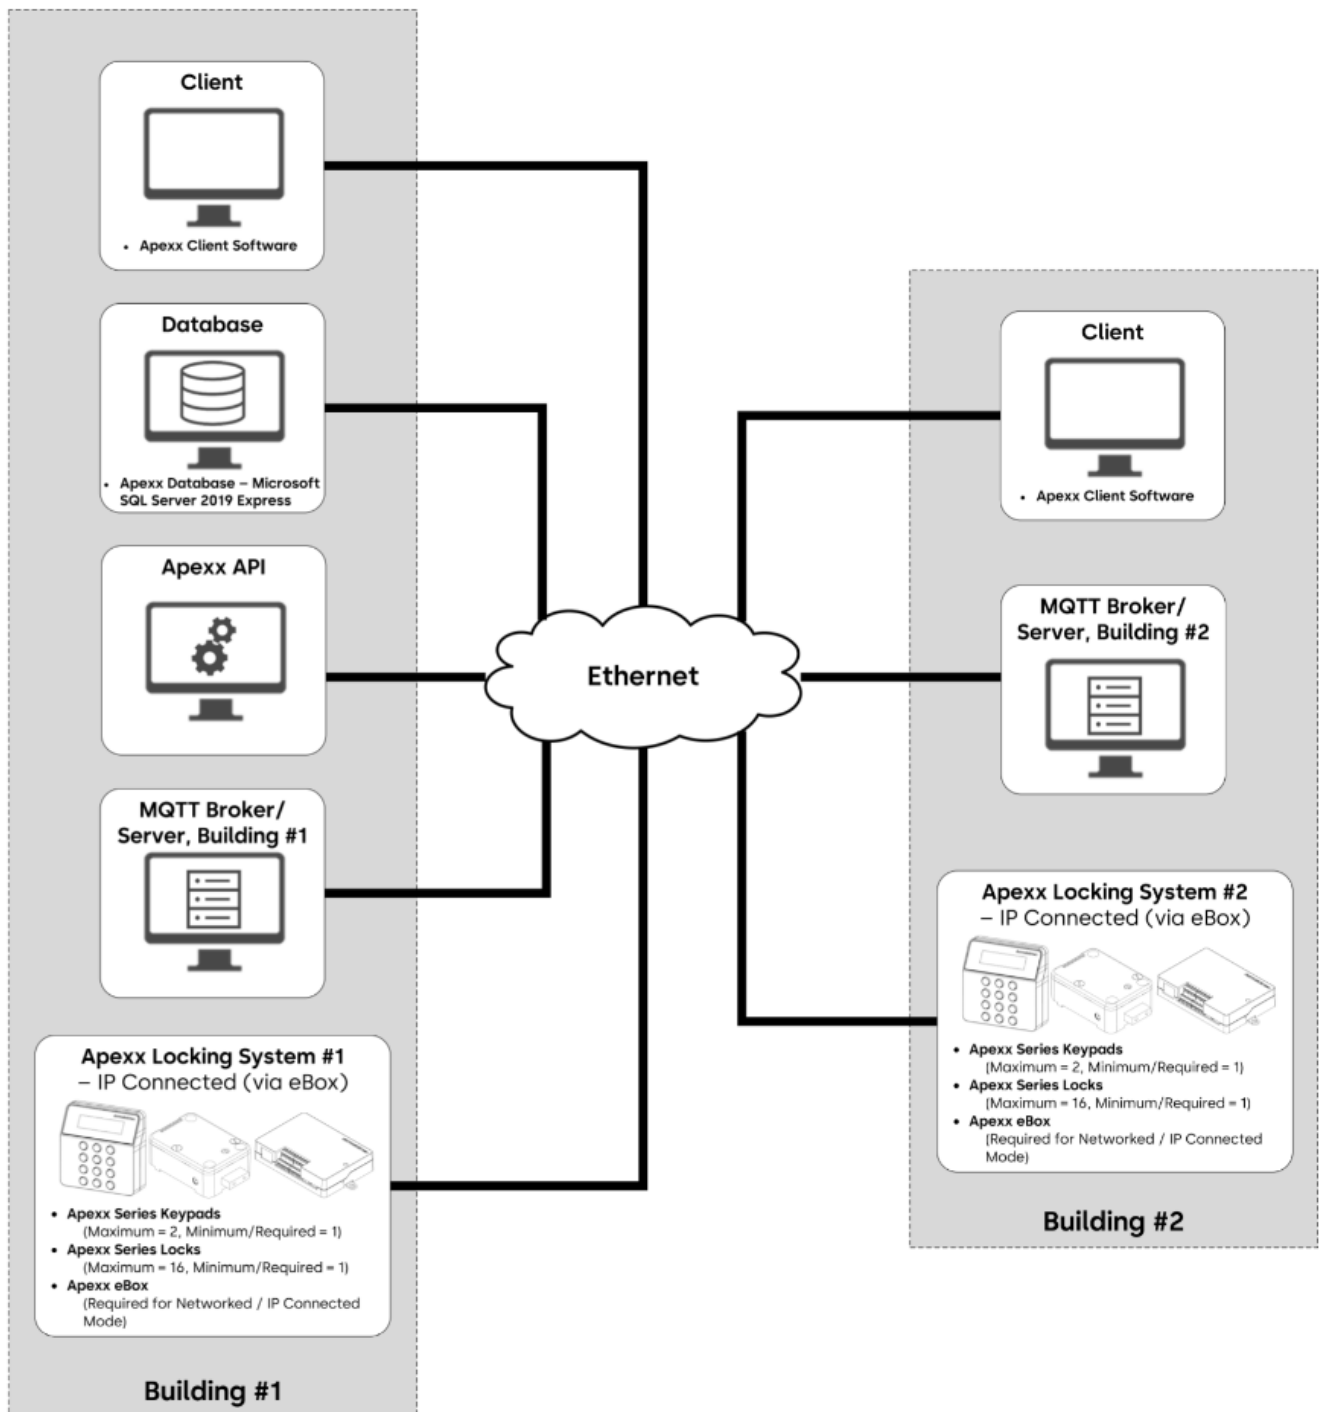 Client
• Apexx Client Software
Database
• Apexx Database – Microsoft
SQL Server 2019 Express
Apexx API
MQTT Broker/
Server, Building #1
Apexx Locking System #1
– IP Connected (via eBox)
• Apexx Series Keypads
(Maximum = 2, Minimum/Required = 1)
• Apexx Series Locks
(Maximum = 16, Minimum/Required = 1)
• Apexx eBox
(Required for Networked / IP Connected
Mode)
Building #1
Ethernet
Client
• Apexx Client Software
MQTT Broker/
Server, Building #2
Apexx Locking System #2
– IP Connected (via eBox)
• Apexx Series Keypads
(Maximum = 2, Minimum/Required = 1)
• Apexx Series Locks
(Maximum = 16, Minimum/Required = 1)
• Apexx eBox
(Required for Networked / IP Connected
Mode)
Building #2